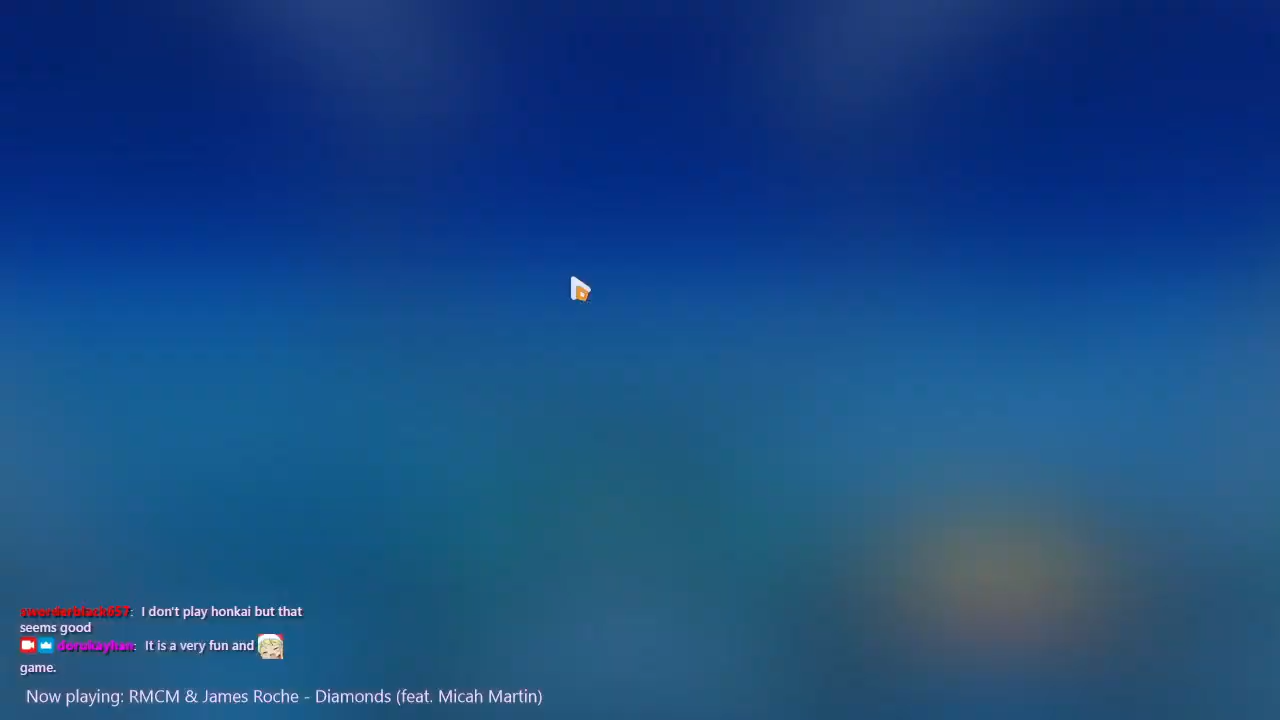 I don't play honkai but that
seems good
dorukayhan: It is a very fun and
game.
Now playing: RMCM & James Roche - Diamonds (feat. Micah Martin)